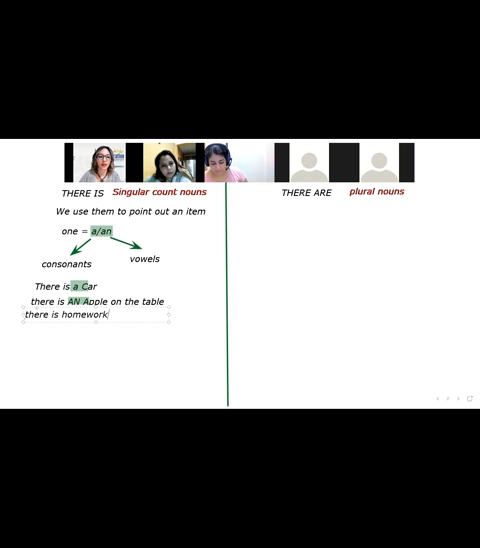 THERE IS Singular count nouns
We use them to point out an item
one = a/an
consonants
vowels
There is a Car
there is AN Apple on the table
there is homework
THERE ARE plural nouns